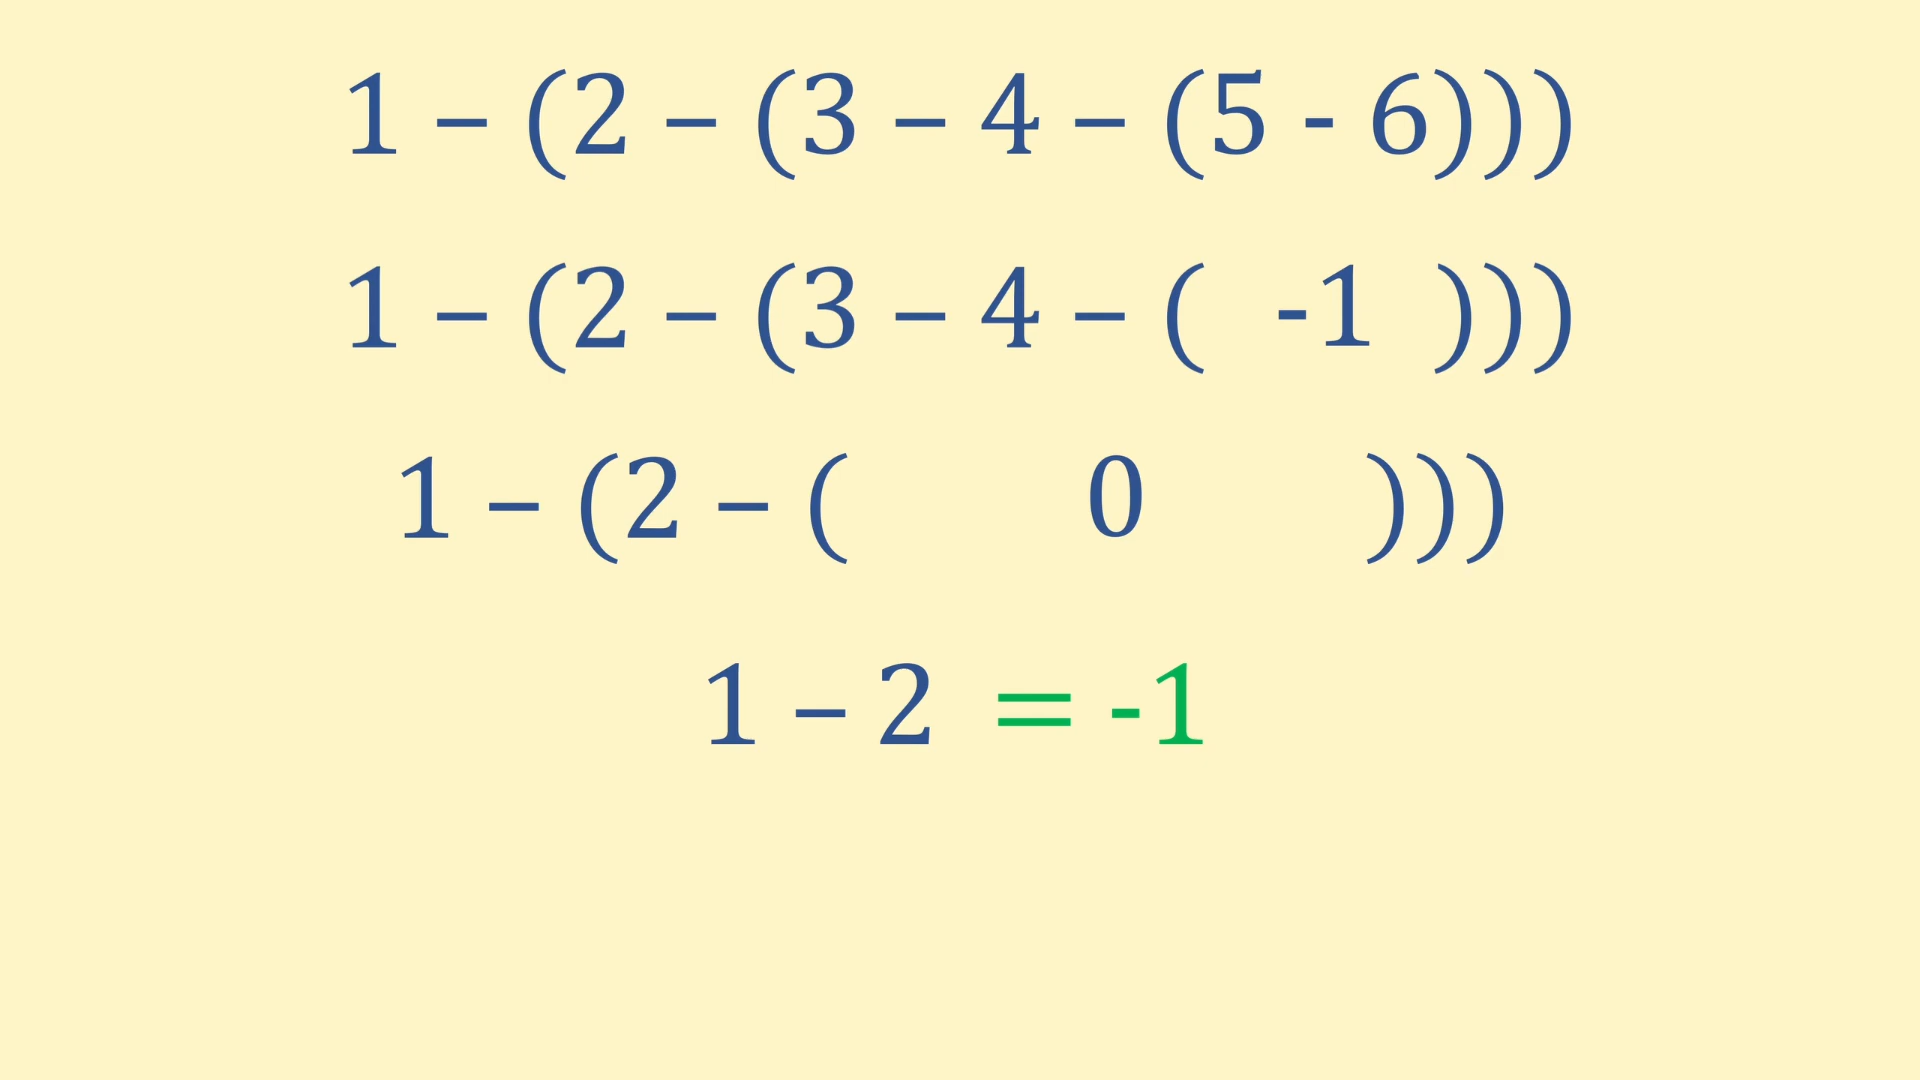 1 – (2 – (3 – 4 – (5 - 6)))
1 – (2 – (3 – 4 – ( -1 )))
1 – (2 – ( 0 )))
1 – 2 = -1